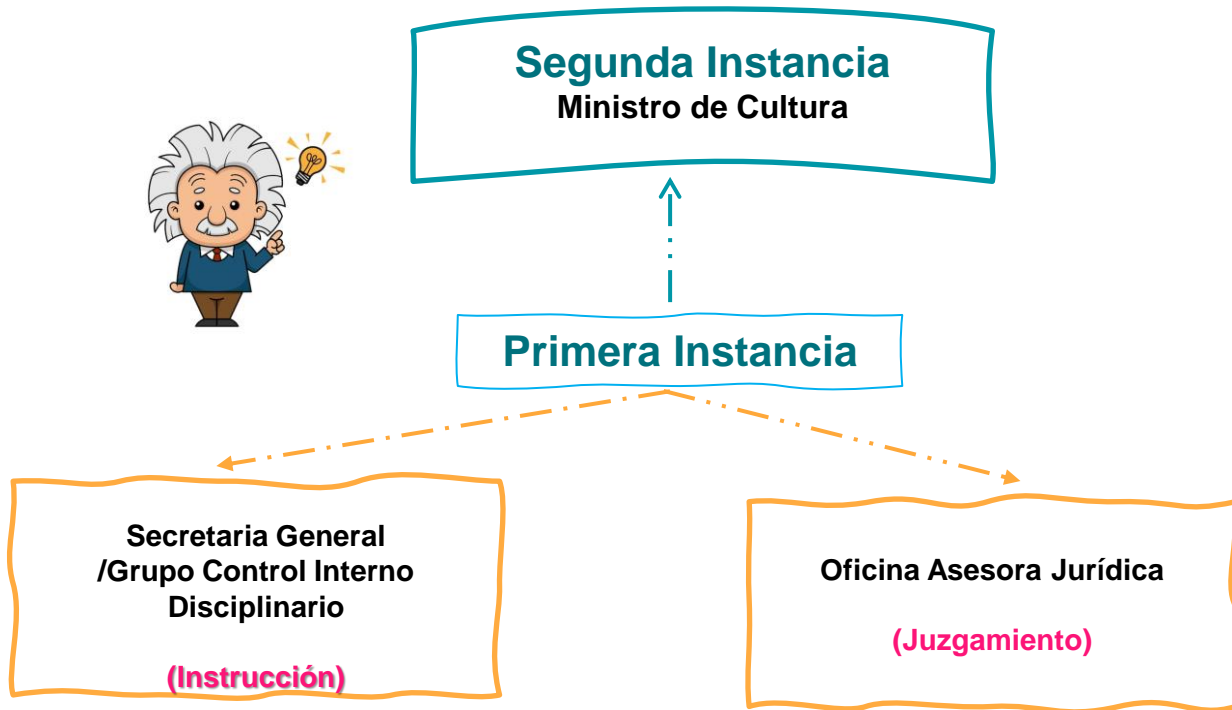 Segunda Instancia
Ministro de Cultura
Primera Instancia
Secretaria General
/Grupo Control Interno
Disciplinario
(Instrucción)
Oficina Asesora Jurídica
(Juzgamiento)